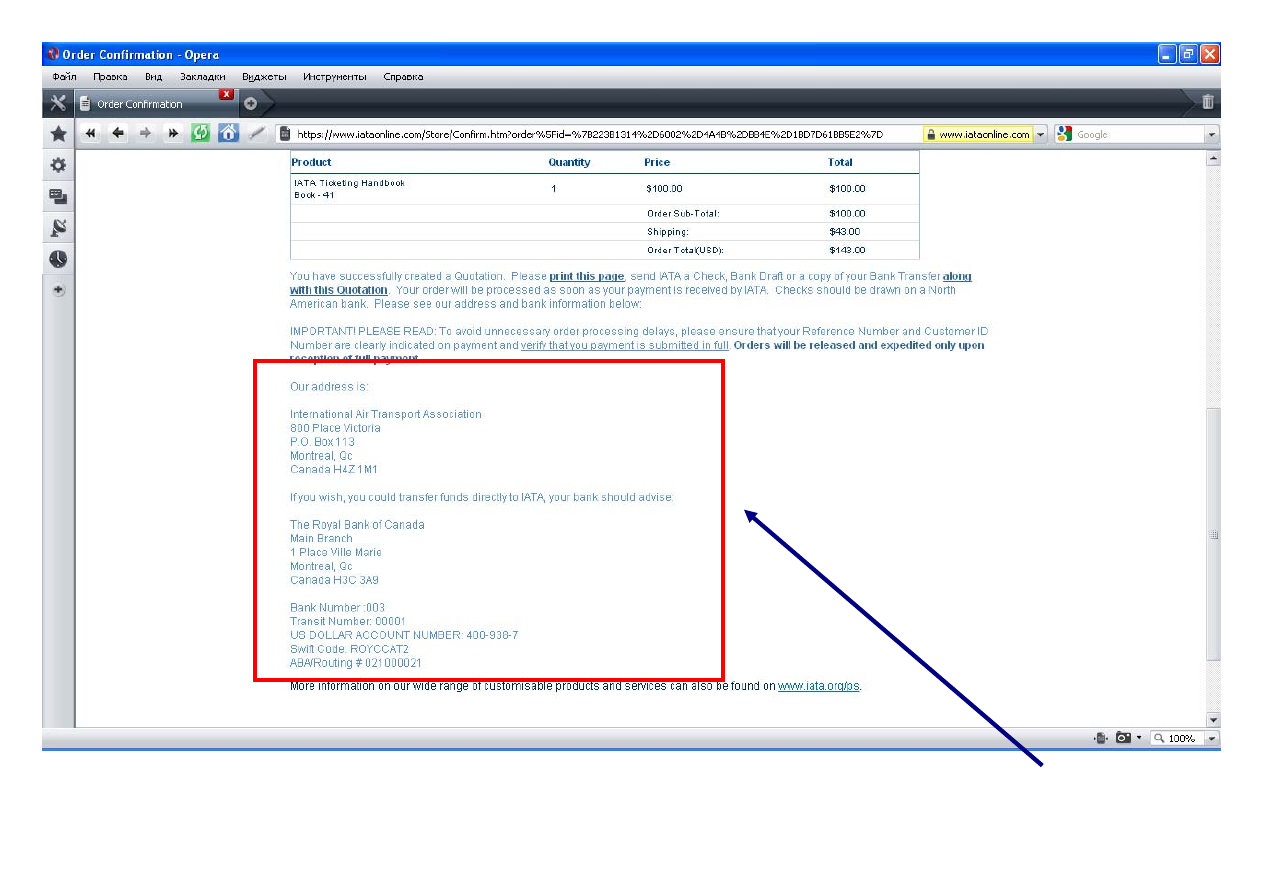 Order Confirmation - Opera
Файл Правка Вид Закладки Виджеты Инструменты Справка
Order Confirmation
https://www.iataonline.com/Store/Confirm.htm?order%5Fid=%7B223B1314%2D6002%2D4A4B%2DBB4E%2D1BD7D61BB5E2%7D www.iataonline.com Google
Product Quantity Price Total
IATA Ticketing Handbook
Book - 41 1 $100.00 $100.00
Order Sub-Total: $100.00
Shipping: $43.00
Order Total(USD): $143.00
You have successfully created a Quotation. Please print this page, send IATA a Check, Bank Draft or a copy of your Bank Transfer along
with this Quotation. Your order will be processed as soon as your payment is received by IATA. Checks should be drawn on a North
American bank. Please see our address and bank information below:
IMPORTANT! PLEASE READ: To avoid unnecessary order processing delays, please ensure that your Reference Number and Customer ID
Number are clearly indicated on payment and verify that you payment is submitted in full. Orders will be released and expedited only upon
reception of full payment
Our address is:
International Air Transport Association
800 Place Victoria
P.O. Box 113
Montreal, Qc
Canada H4Z 1M1
If you wish, you could transfer funds directly to IATA, your bank should advise:
The Royal Bank of Canada
Main Branch
1 Place Ville Marie
Montreal, Qc
Canada H3C 3A9
Bank Number :003
Transit Number: 00001
US DOLLAR ACCOUNT NUMBER: 400-938-7
Swift Code: ROYCCAT2
ABA/Routing # 021000021
More information on our wide range of customisable products and services can also be found on www.iata.org/ps.
100%